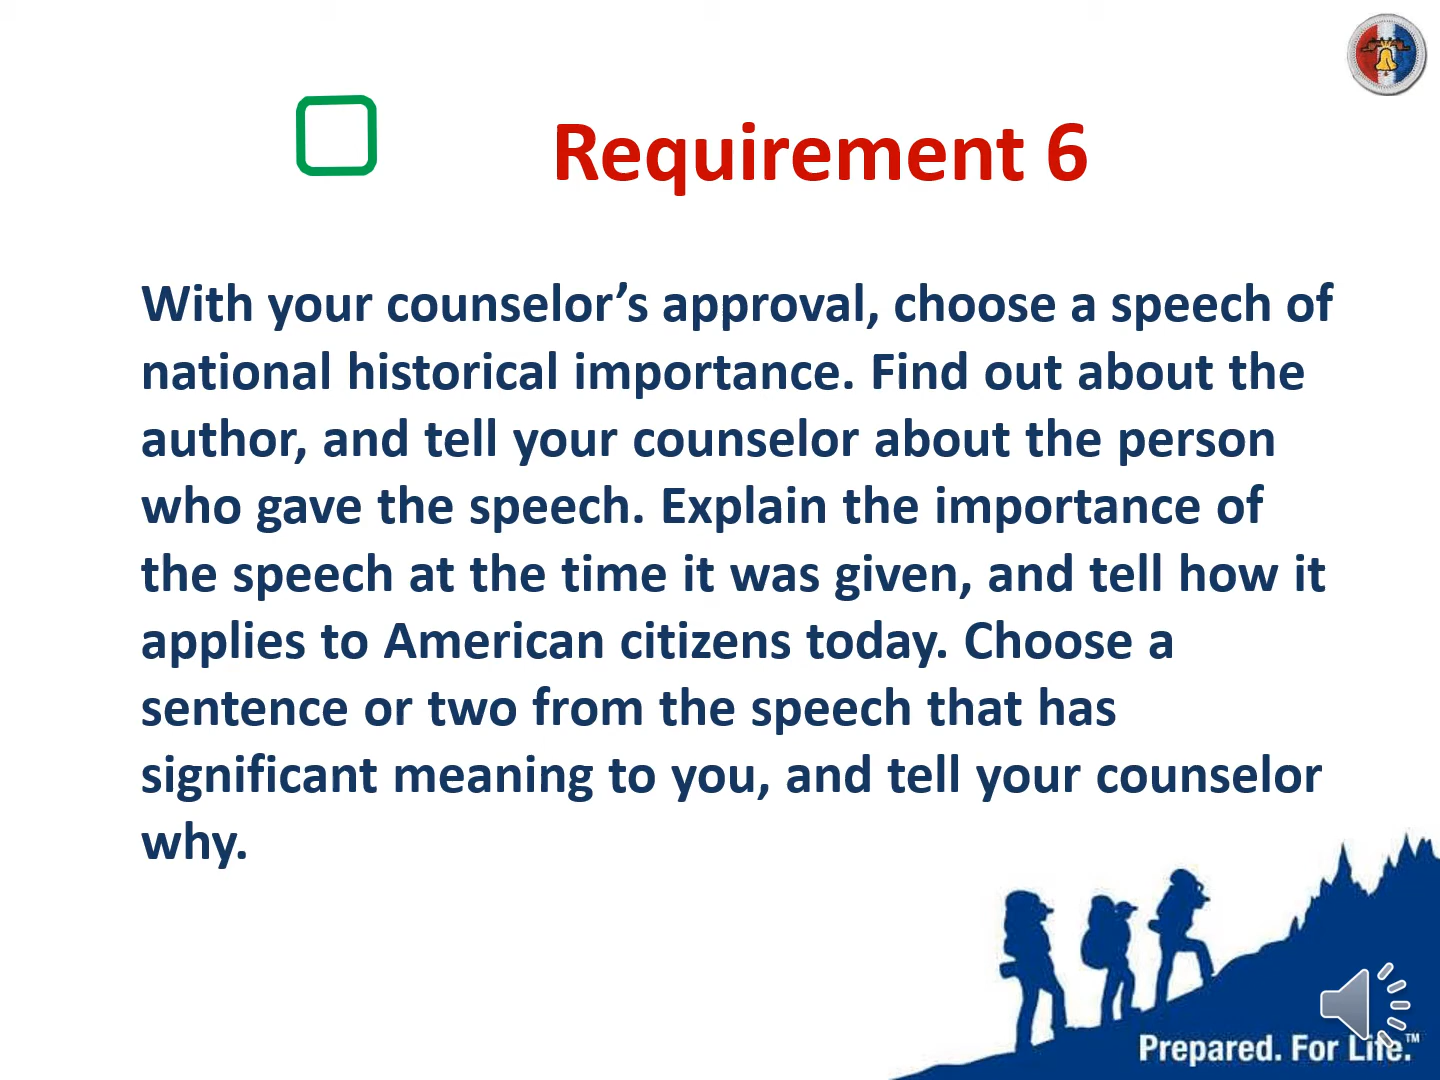 Requirement 6
With your counselor’s approval, choose a speech of
national historical importance. Find out about the
author, and tell your counselor about the person
who gave the speech. Explain the importance of
the speech at the time it was given, and tell how it
applies to American citizens today. Choose a
sentence or two from the speech that has
significant meaning to you, and tell your counselor
why.
Prepared. For Life.™